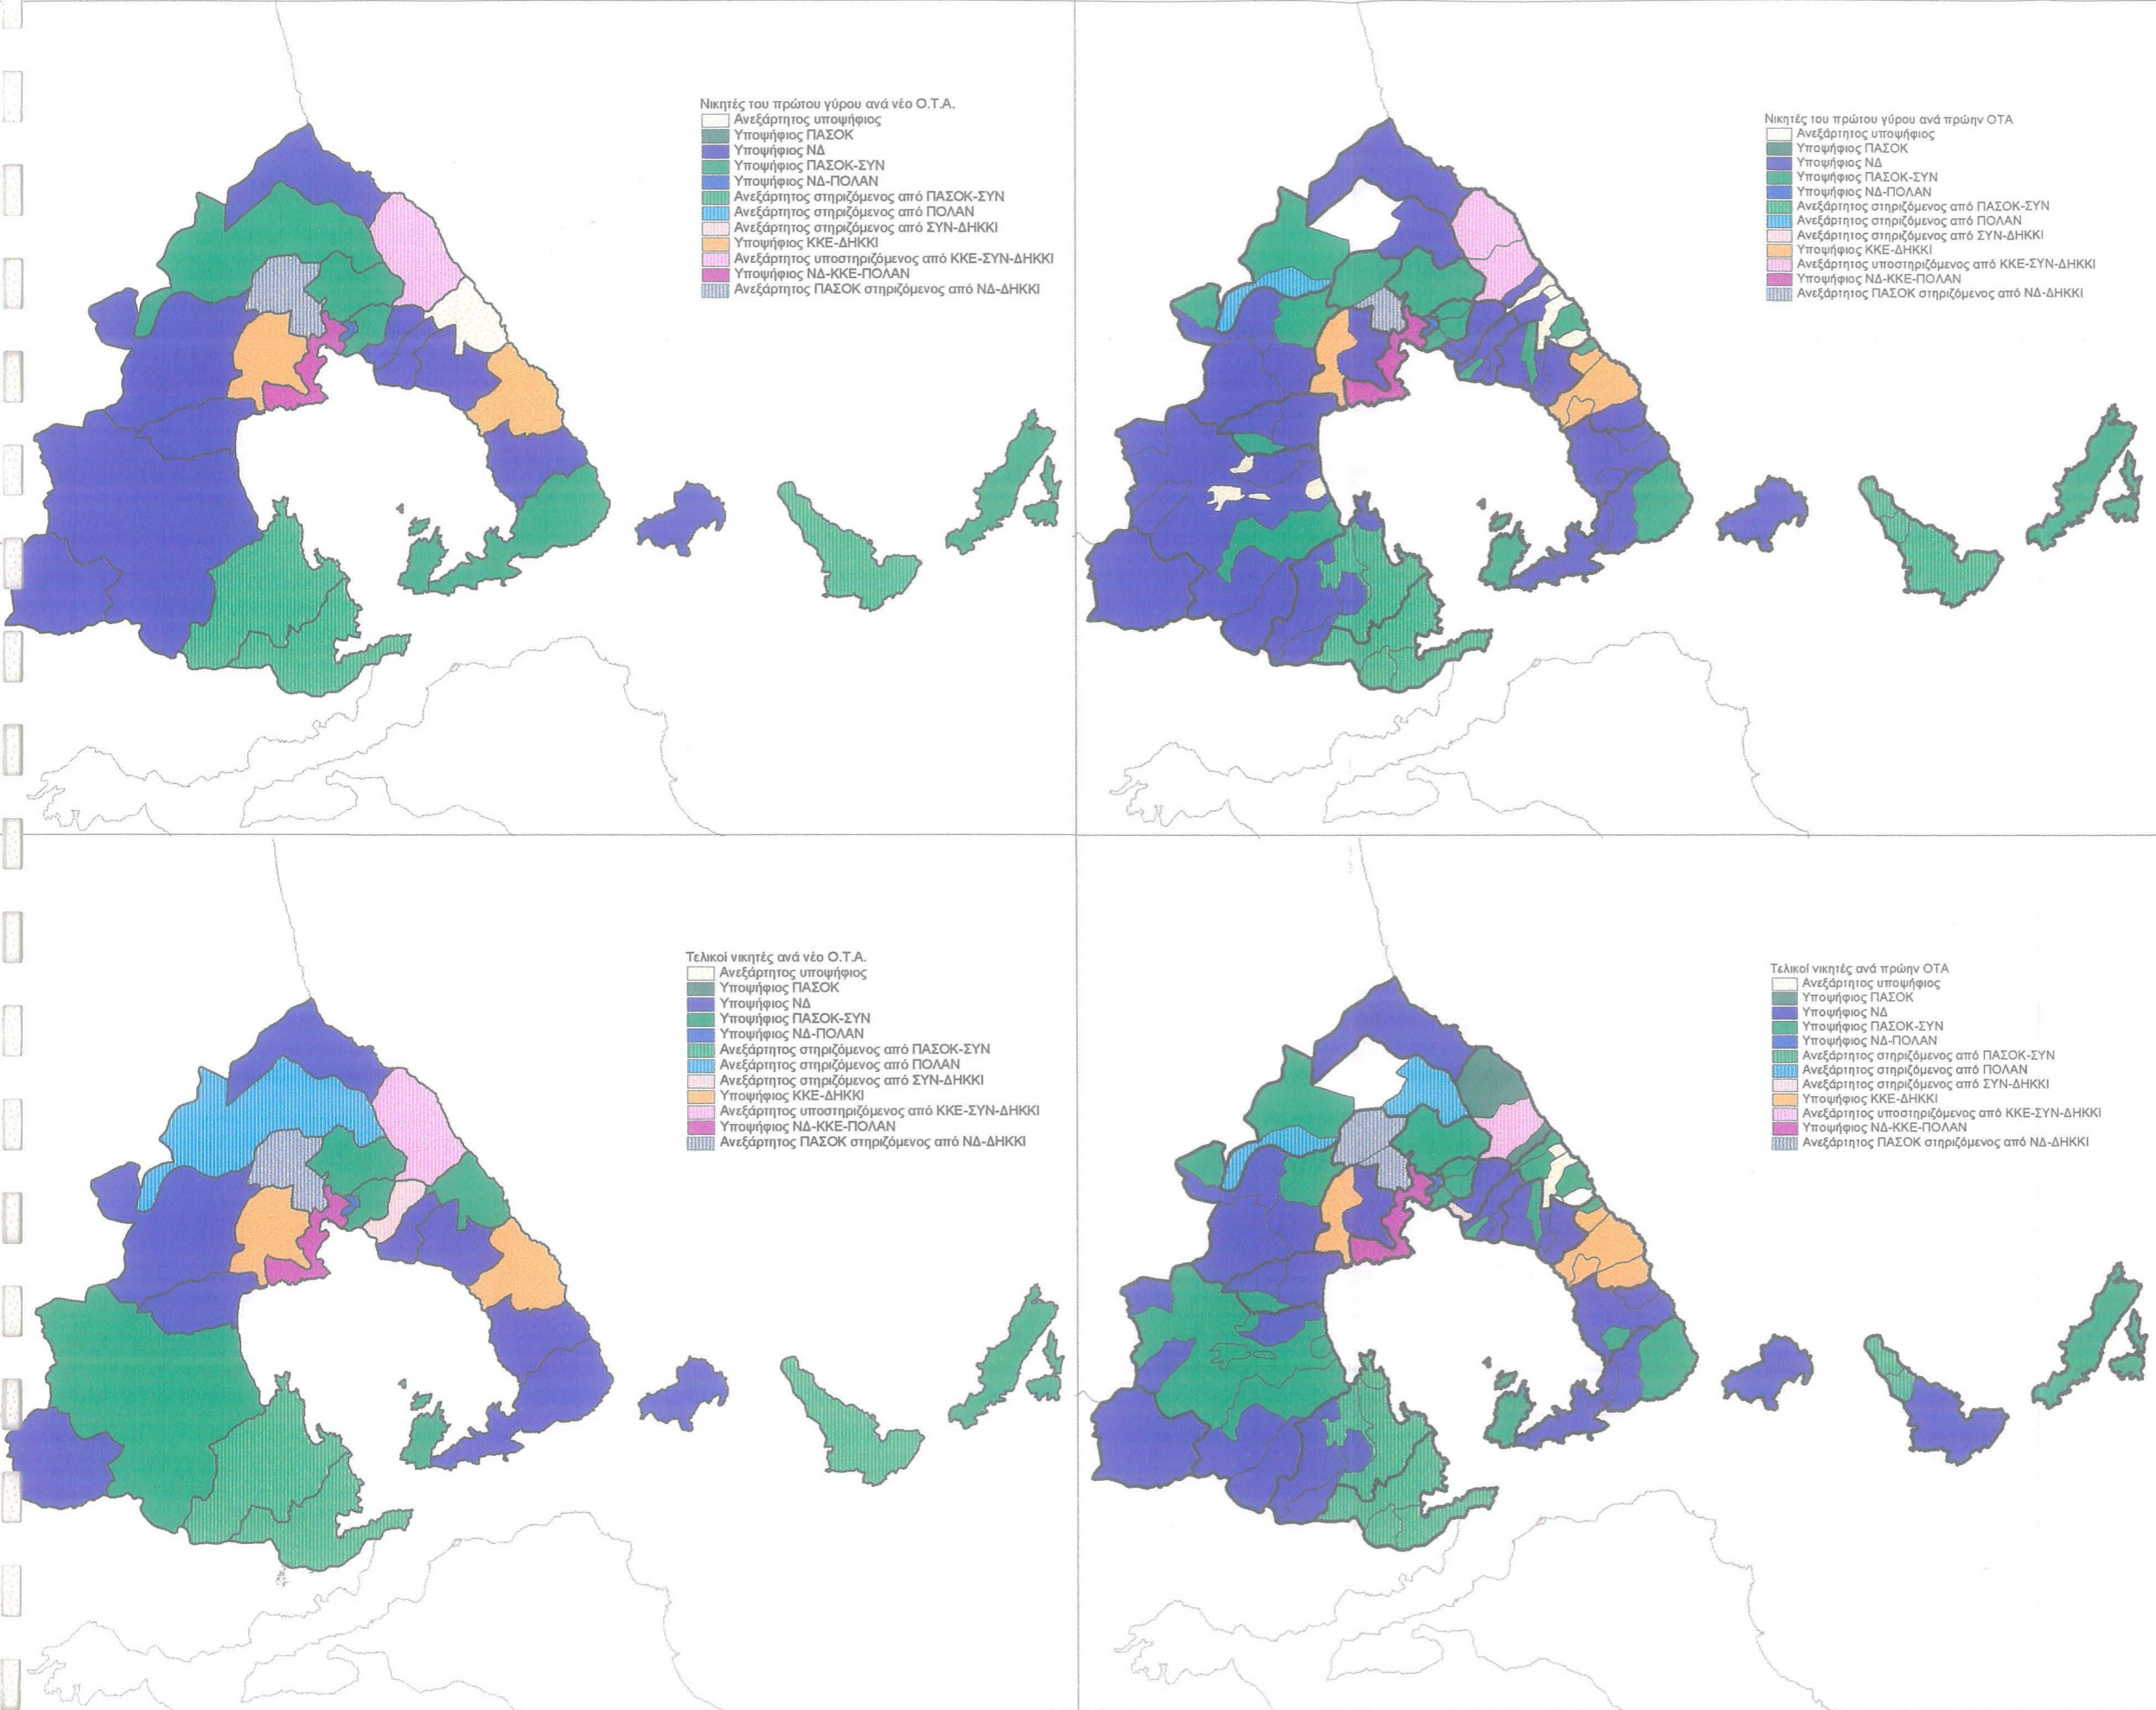 Νικητές του πρώτου γύρου ανά νέο Ο.Τ.Α.
Ανεξάρτητος υποψήφιος
Υποψήφιος ΠΑΣΟΚ
Υποψήφιος ΝΔ
Υποψήφιος ΠΑΣΟΚ-ΣΥΝ
Υποψήφιος ΝΔ-ΠΟΛΑΝ
Ανεξάρτητος στηριζόμενος από ΠΑΣΟΚ-ΣΥΝ
Ανεξάρτητος στηριζόμενος από ΠΟΛΑΝ
Ανεξάρτητος στηριζόμενος από ΣΥΝ-ΔΗΚΚΙ
Υποψήφιος ΚΚΕ-ΔΗΚΚΙ
Ανεξάρτητος υποστηριζόμενος από ΚΚΕ-ΣΥΝ-ΔΗΚΚΙ
Υποψήφιος ΝΔ-ΚΚΕ-ΠΟΛΑΝ
Ανεξάρτητος ΠΑΣΟΚ στηριζόμενος από ΝΔ-ΔΗΚΚΙ
Νικητές του πρώτου γύρου ανά πρώην ΟΤΑ
Ανεξάρτητος υποψήφιος
Υποψήφιος ΠΑΣΟΚ
Υποψήφιος ΝΔ
Υποψήφιος ΠΑΣΟΚ-ΣΥΝ
Υποψήφιος ΝΔ-ΠΟΛΑΝ
Ανεξάρτητος στηριζόμενος από ΠΑΣΟΚ-ΣΥΝ
Ανεξάρτητος στηριζόμενος από ΠΟΛΑΝ
Ανεξάρτητος στηριζόμενος από ΣΥΝ-ΔΗΚΚΙ
Υποψήφιος ΚΚΕ-ΔΗΚΚΙ
Ανεξάρτητος υποστηριζόμενος από ΚΚΕ-ΣΥΝ-ΔΗΚΚΙ
Υποψήφιος ΝΔ-ΚΚΕ-ΠΟΛΑΝ
Ανεξάρτητος ΠΑΣΟΚ στηριζόμενος από ΝΔ-ΔΗΚΚΙ
Τελικοί νικητές ανά νέο Ο.Τ.Α.
Ανεξάρτητος υποψήφιος
Υποψήφιος ΠΑΣΟΚ
Υποψήφιος ΝΔ
Υποψήφιος ΠΑΣΟΚ-ΣΥΝ
Υποψήφιος ΝΔ-ΠΟΛΑΝ
Ανεξάρτητος στηριζόμενος από ΠΑΣΟΚ-ΣΥΝ
Ανεξάρτητος στηριζόμενος από ΠΟΛΑΝ
Ανεξάρτητος στηριζόμενος από ΣΥΝ-ΔΗΚΚΙ
Υποψήφιος ΚΚΕ-ΔΗΚΚΙ
Ανεξάρτητος υποστηριζόμενος από ΚΚΕ-ΣΥΝ-ΔΗΚΚΙ
Υποψήφιος ΝΔ-ΚΚΕ-ΠΟΛΑΝ
Ανεξάρτητος ΠΑΣΟΚ στηριζόμενος από ΝΔ-ΔΗΚΚΙ
Τελικοί νικητές ανά πρώην ΟΤΑ
Ανεξάρτητος υποψήφιος
Υποψήφιος ΠΑΣΟΚ
Υποψήφιος ΝΔ
Υποψήφιος ΠΑΣΟΚ-ΣΥΝ
Υποψήφιος ΝΔ-ΠΟΛΑΝ
Ανεξάρτητος στηριζόμενος από ΠΑΣΟΚ-ΣΥΝ
Ανεξάρτητος στηριζόμενος από ΠΟΛΑΝ
Ανεξάρτητος στηριζόμενος από ΣΥΝ-ΔΗΚΚΙ
Υποψήφιος ΚΚΕ-ΔΗΚΚΙ
Ανεξάρτητος υποστηριζόμενος από ΚΚΕ-ΣΥΝ-ΔΗΚΚΙ
Υποψήφιος ΝΔ-ΚΚΕ-ΠΟΛΑΝ
Ανεξάρτητος ΠΑΣΟΚ στηριζόμενος από ΝΔ-ΔΗΚΚΙ